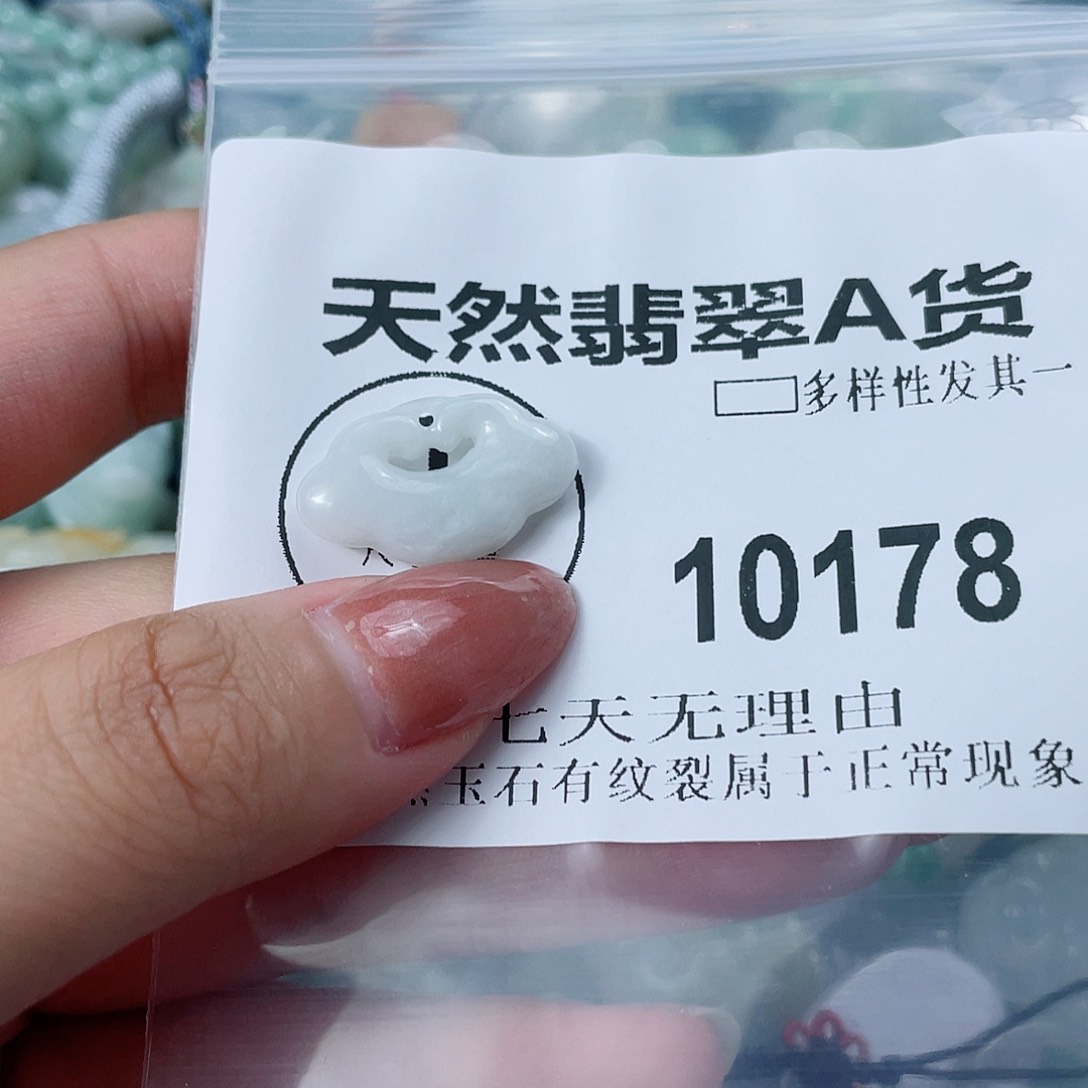 天然翡翠A货
多样性发其一
10178
七天无理由
然玉石有纹裂属于正常现象